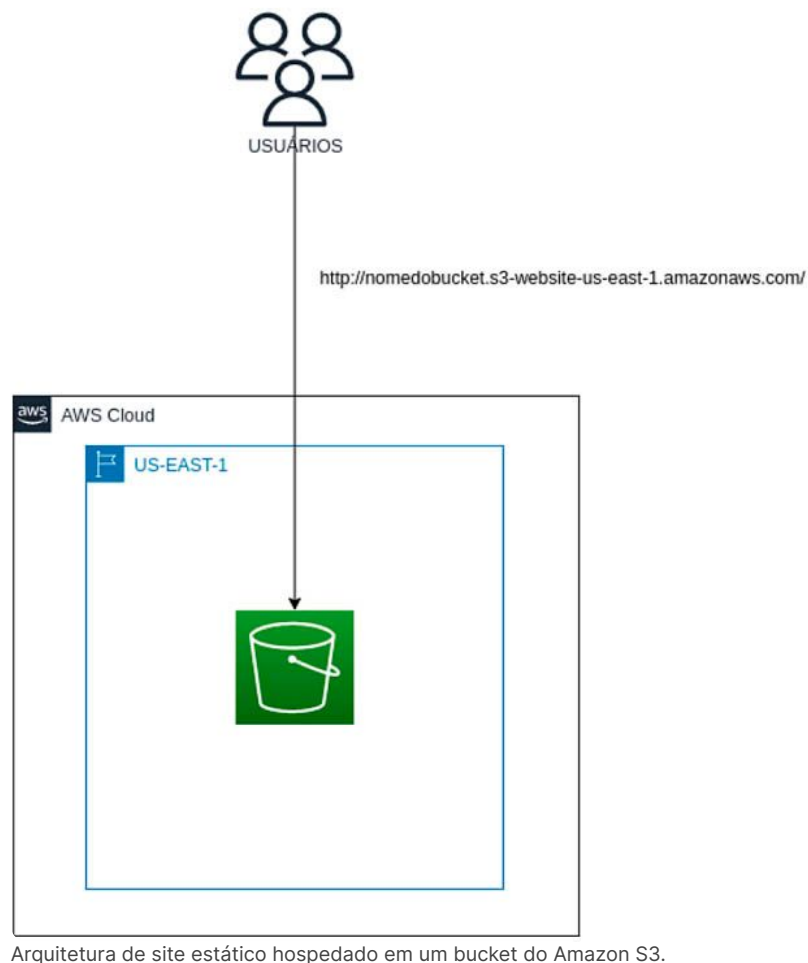 USUÁRIOS
http://nomedobucket.s3-website-us-east-1.amazonaws.com/
aws
AWS Cloud
US-EAST-1
Arquitetura de site estático hospedado em um bucket do Amazon S3.